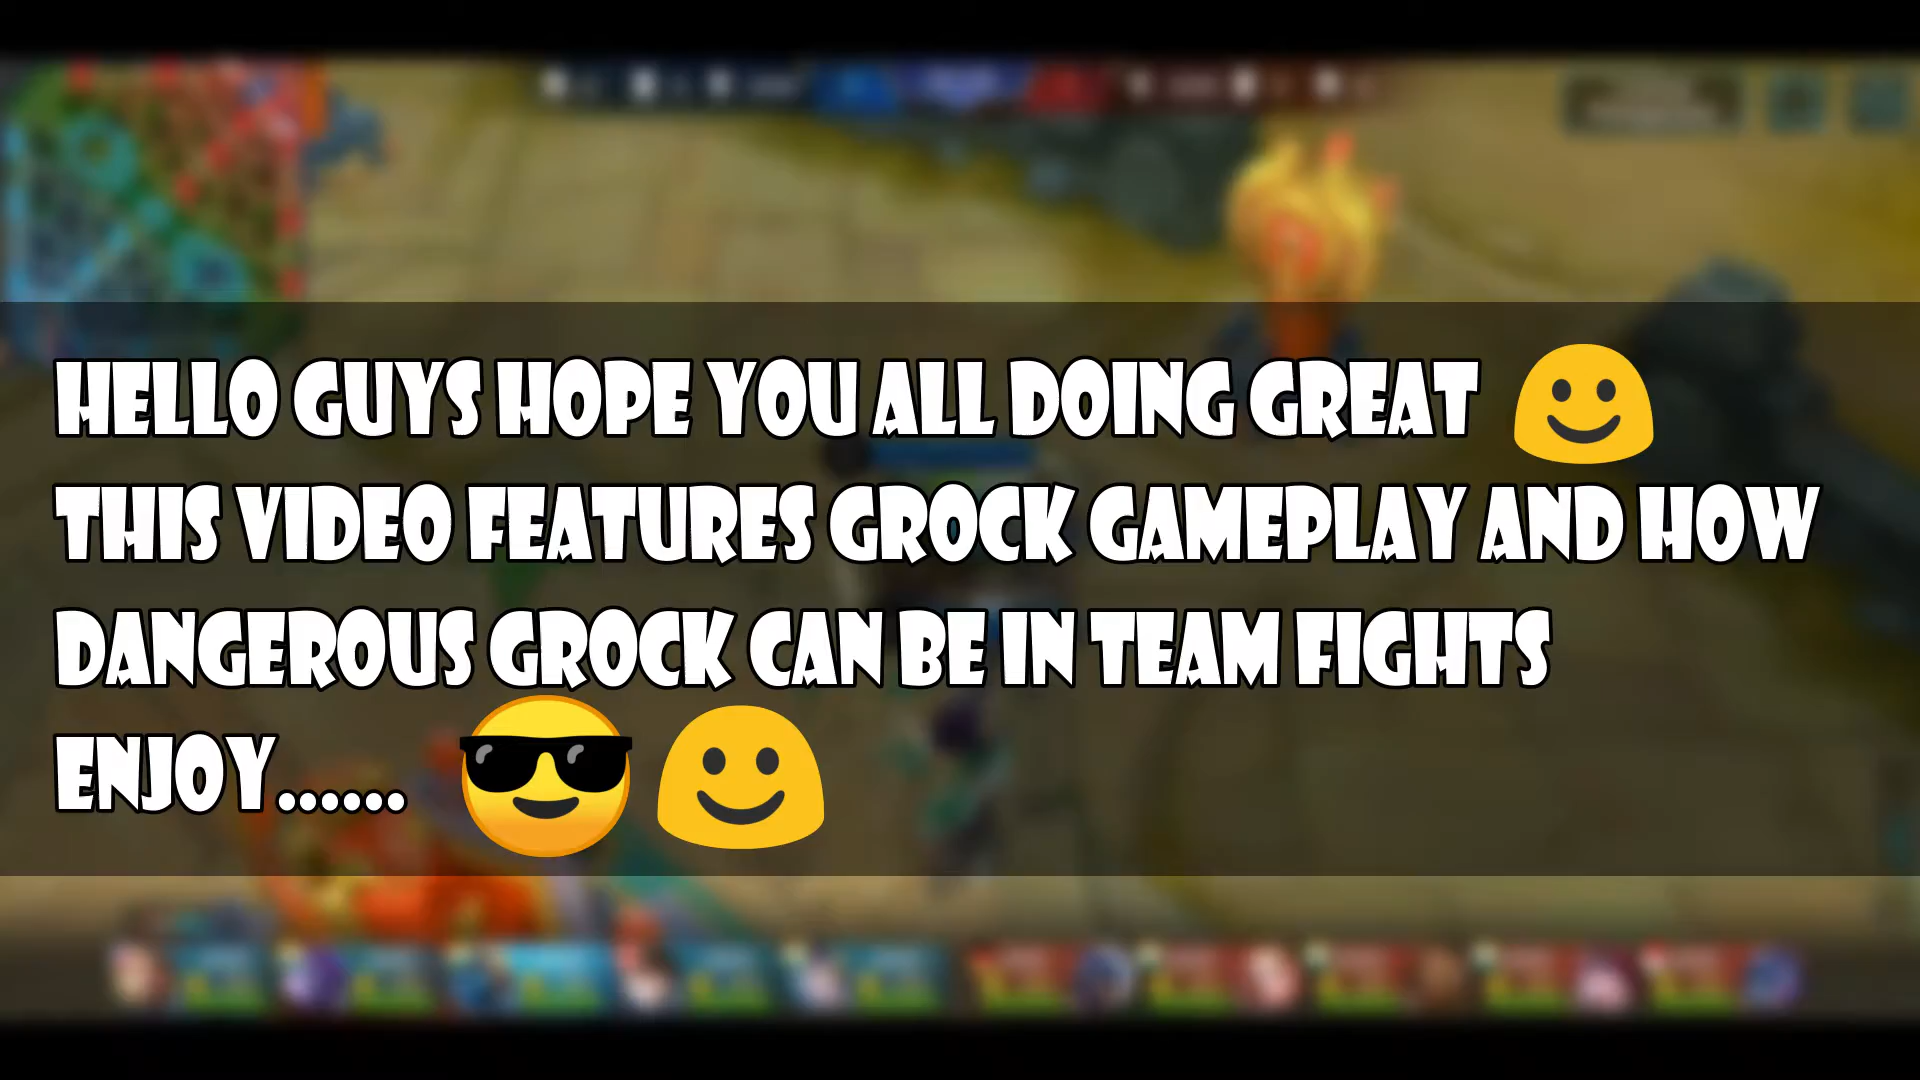 HELLO GUYS HOPE YOU ALL DOING GREAT 🙂
THIS VIDEO FEATURES GROCK GAMEPLAY AND HOW
DANGEROUS GROCK CAN BE IN TEAM FIGHTS
ENJOY...... 😎🙂